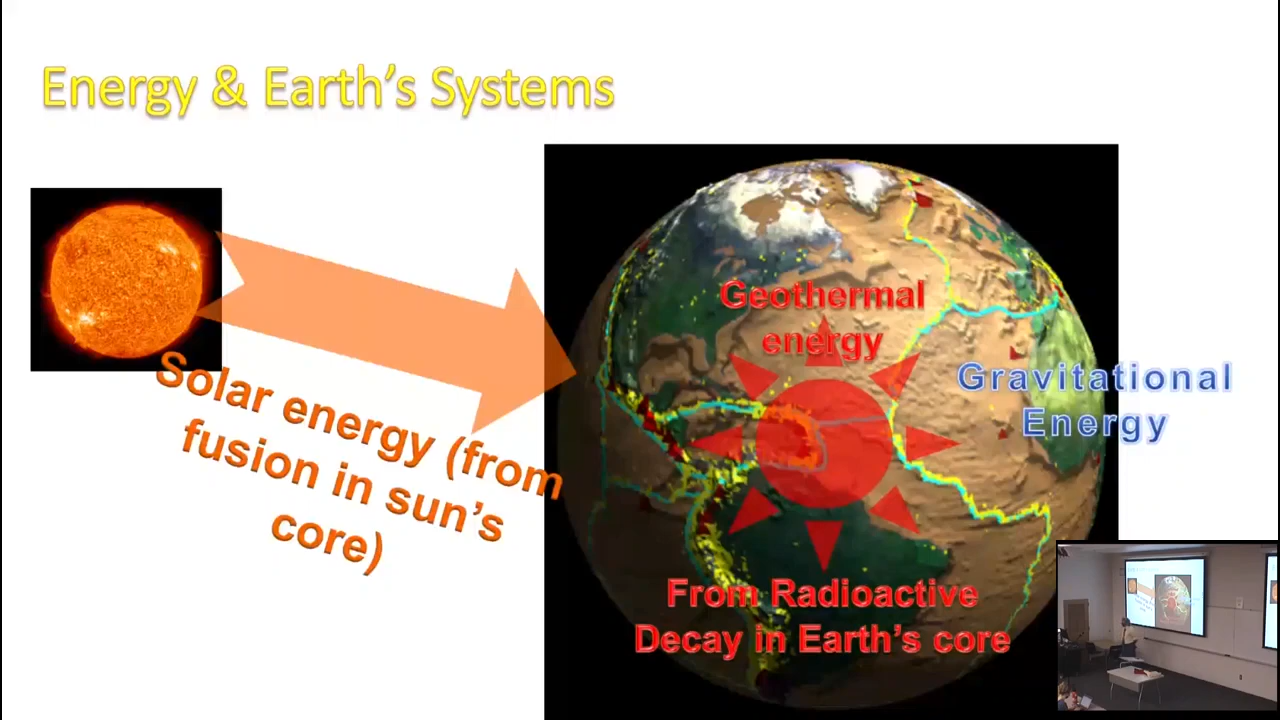 Energy & Earth's Systems
Solar energy (from
fusion in sun's
core)
Geothermal
energy
Gravitational
Energy
From Radioactive
Decay in Earth's core